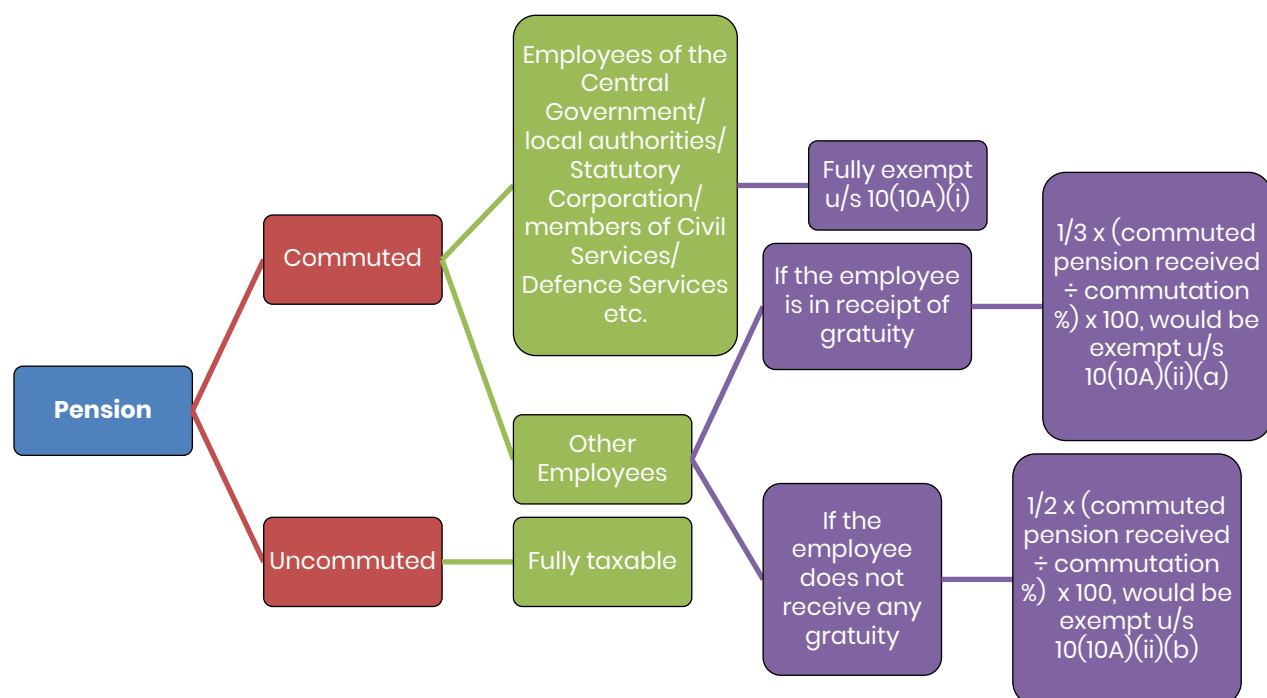 Pension
Commuted
Employees of the
Central
Government/
local authorities/
Statutory
Corporation/
members of Civil
Services/
Defence Services
etc.
Fully exempt
u/s 10(10A)(i)
Other
Employees
If the employee
is in receipt of
gratuity
1/3 x (commuted
pension received
÷ commutation
%) x 100, would be
exempt u/s
10(10A)(ii)(a)
If the
employee
does not
receive any
gratuity
1/2 x (commuted
pension received
÷ commutation
%) x 100, would be
exempt u/s
10(10A)(ii)(b)
Uncommuted
Fully taxable